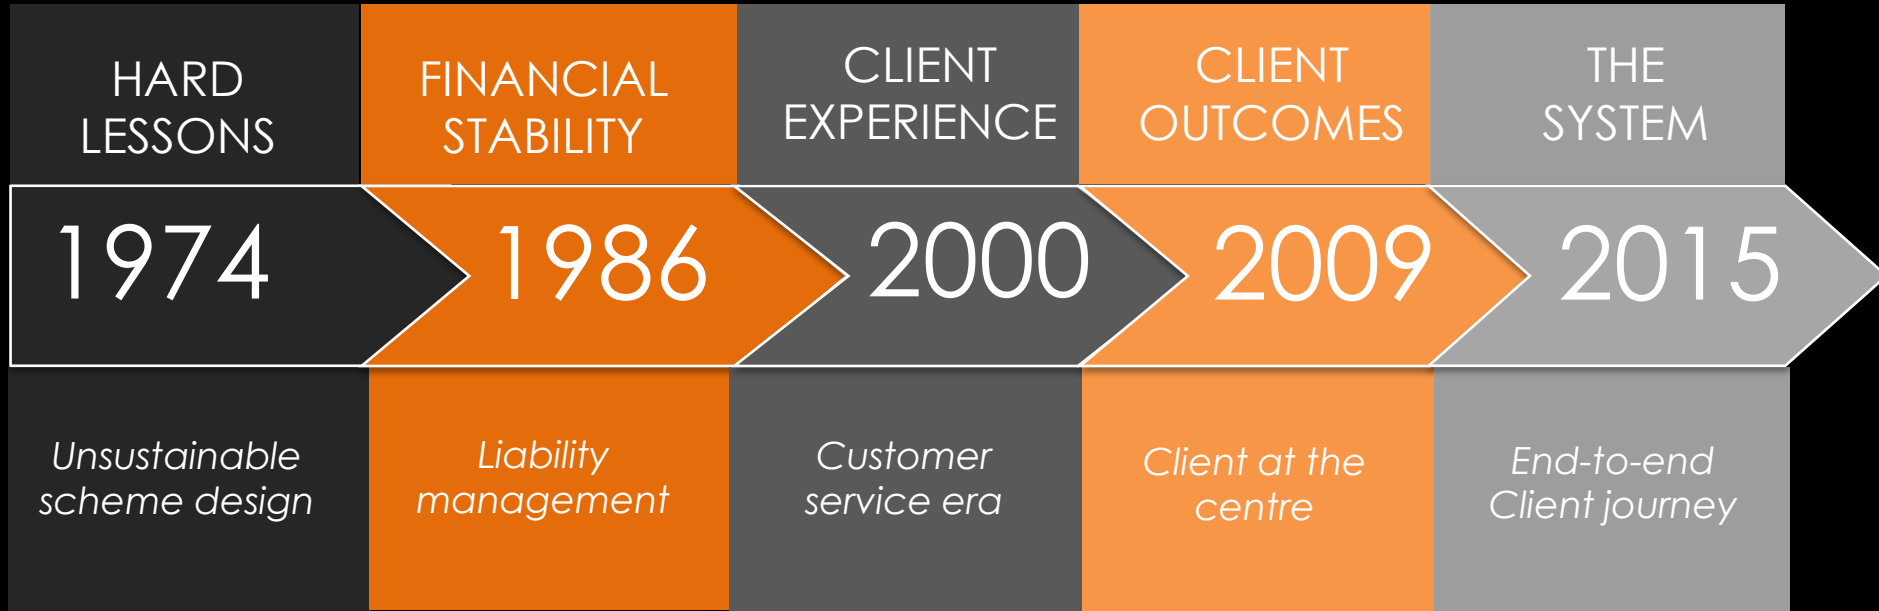 HARD
LESSONS
FINANCIAL
STABILITY
CLIENT
EXPERIENCE
CLIENT
OUTCOMES
THE
SYSTEM
1974
1986
2000
2009
2015
Unsustainable
scheme design
Liability
management
Customer
service era
Client at the
centre
End-to-end
Client journey